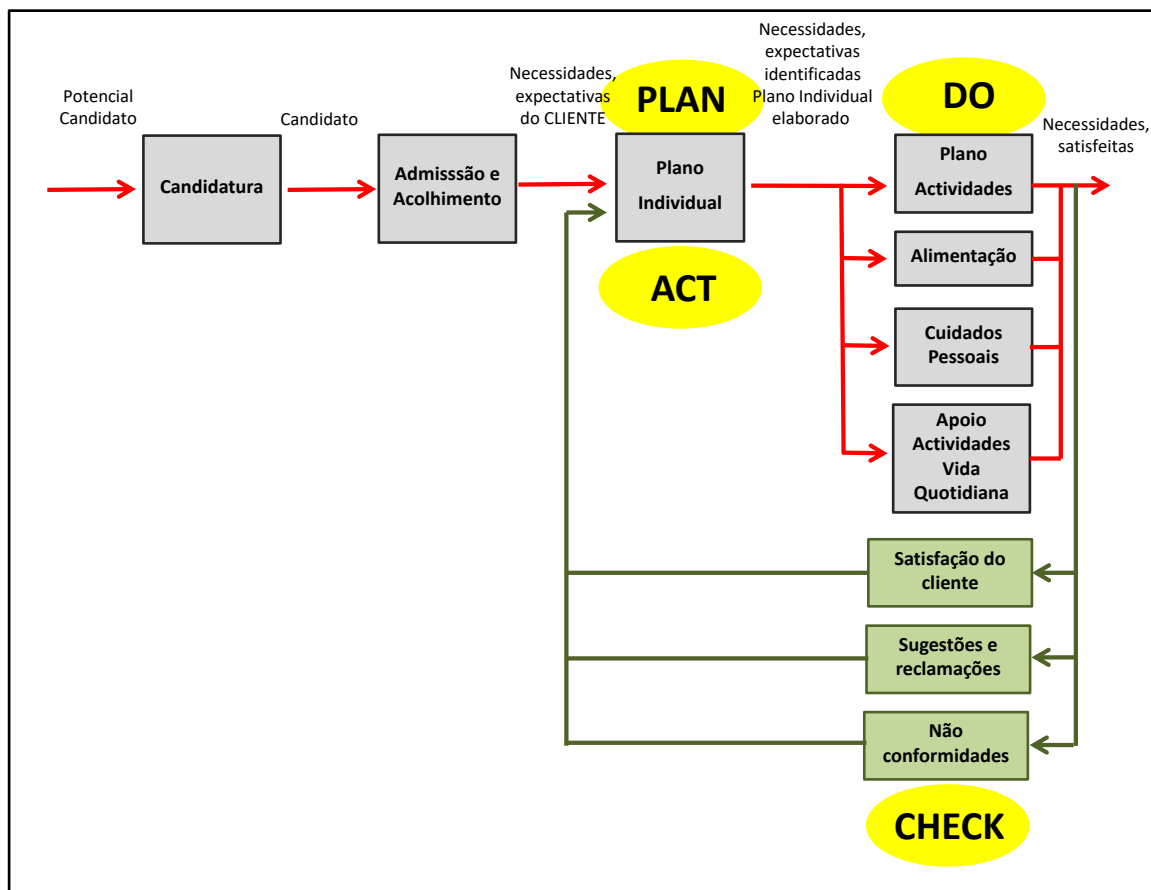 Potencial
Candidato
Candidatura
Candidato
Admisssão e
Acolhimento
Necessidades,
expectativas
do CLIENTE
PLAN
Plano
Individual
ACT
Necessidades,
expectativas
identificadas
Plano Individual
elaborado
DO
Plano
Actividades
Necessidades,
satisfeitas
Alimentação
Cuidados
Pessoais
Apoio
Actividades
Vida
Quotidiana
Satisfação do
cliente
Sugestões e
reclamações
Não
conformidades
CHECK